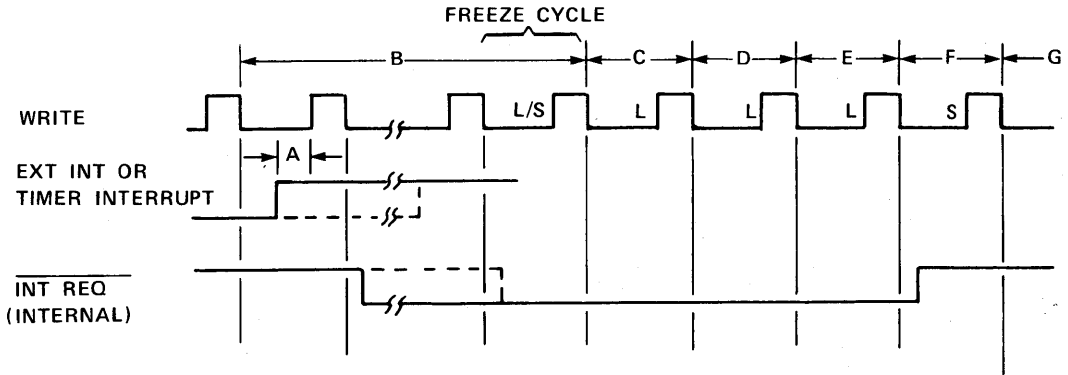 FREEZE CYCLE
B C D E F G
WRITE L/S L L L S
A
EXT INT OR
TIMER INTERRUPT
INT REQ
(INTERNAL)